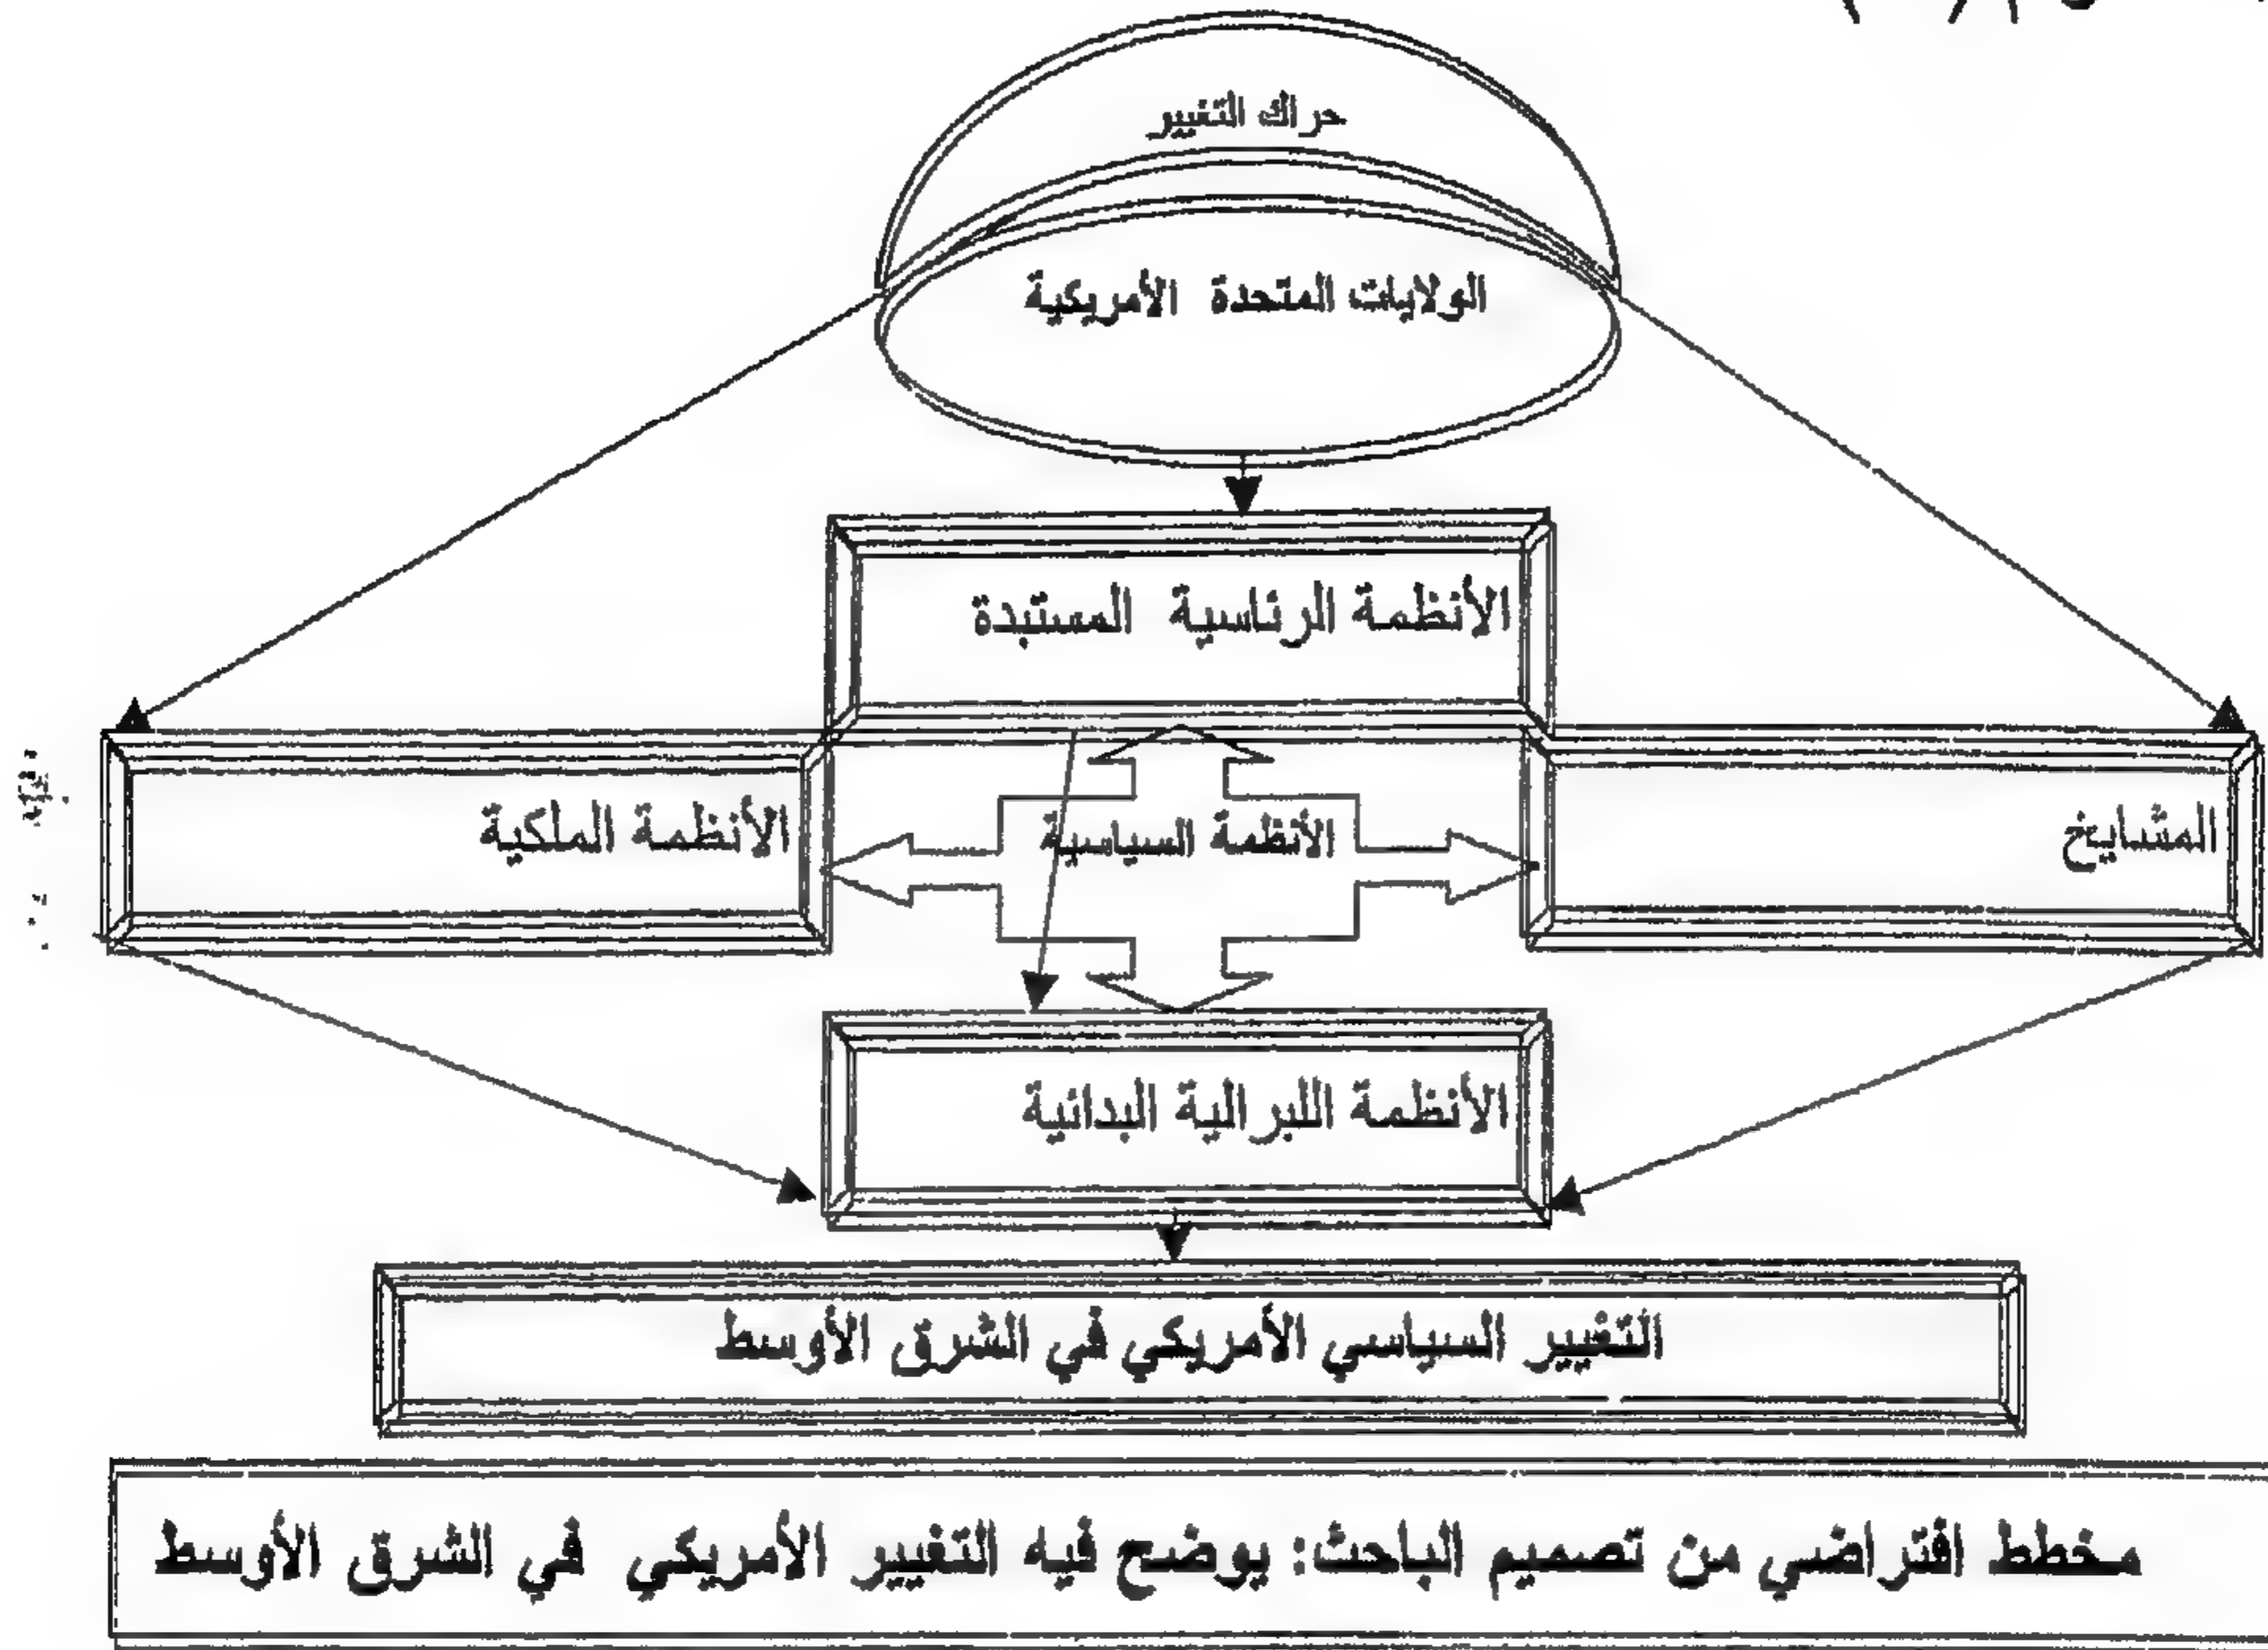 حراك التغيير
الولايات المتحدة الأمريكية
الأنظمة الرئاسية المستبدة
المشايخ
الأنظمة السياسية
الأنظمة الملكية
الأنظمة اللبرالية البدائية
التغيير السياسي الأمريكي في الشرق الأوسط
مخطط افتراضي من تصميم الباحث: يوضح فيه التغيير الأمريكي في الشرق الأوسط